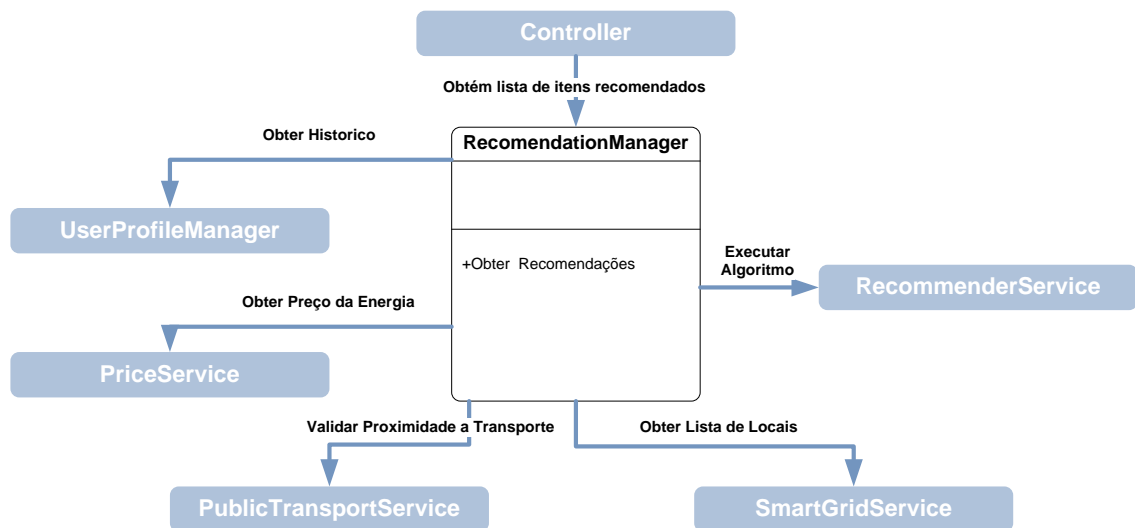 Controller
Obtém lista de itens recomendados
RecomendationManager
Obter Historico
UserProfileManager
+Obter Recomendações
Executar
Algoritmo
RecommenderService
Obter Preço da Energia
PriceService
Validar Proximidade a Transporte
Obter Lista de Locais
PublicTransportService
SmartGridService